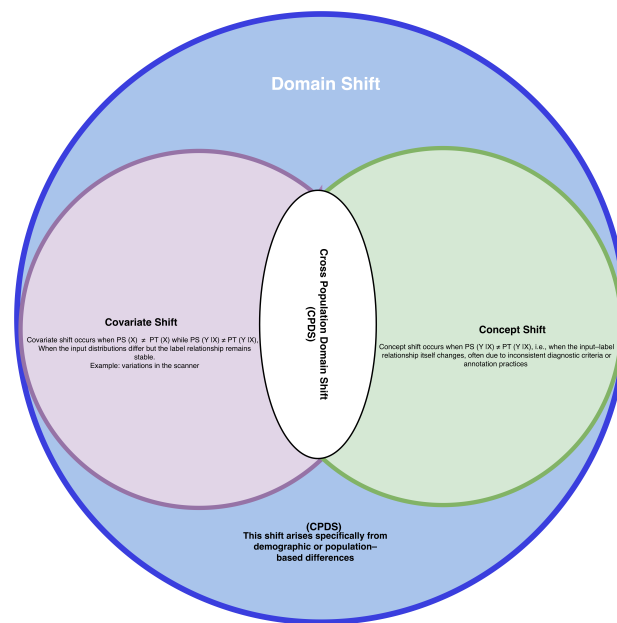 Domain Shift
Cross Population Domain Shift
(CPDS)
Covariate Shift
Covariate shift occurs when PS (X) ≠ PT (X) while PS (Y IX) ≠ PT (Y IX),
When the input distributions differ but the label relationship remains
stable.
Example: variations in the scanner
Concept Shift
Concept shift occurs when PS (Y IX) ≠ PT (Y IX), i.e., when the input–label
relationship itself changes, often due to inconsistent diagnostic criteria or
annotation practices
(CPDS)
This shift arises specifically from
demographic or population–
based differences